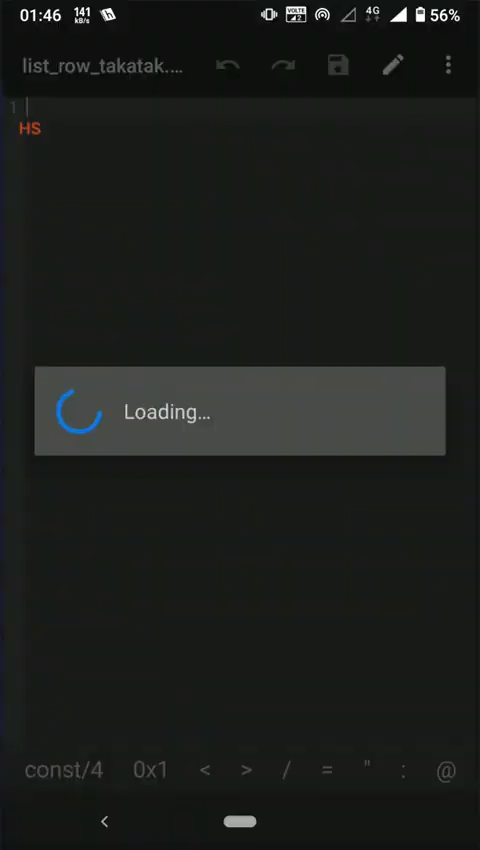 01:46 141 kB/s VOLTE 2 4G 56%
list_row_takatak....
1
HS
Loading...
const/4 0x1 < > / = " : @